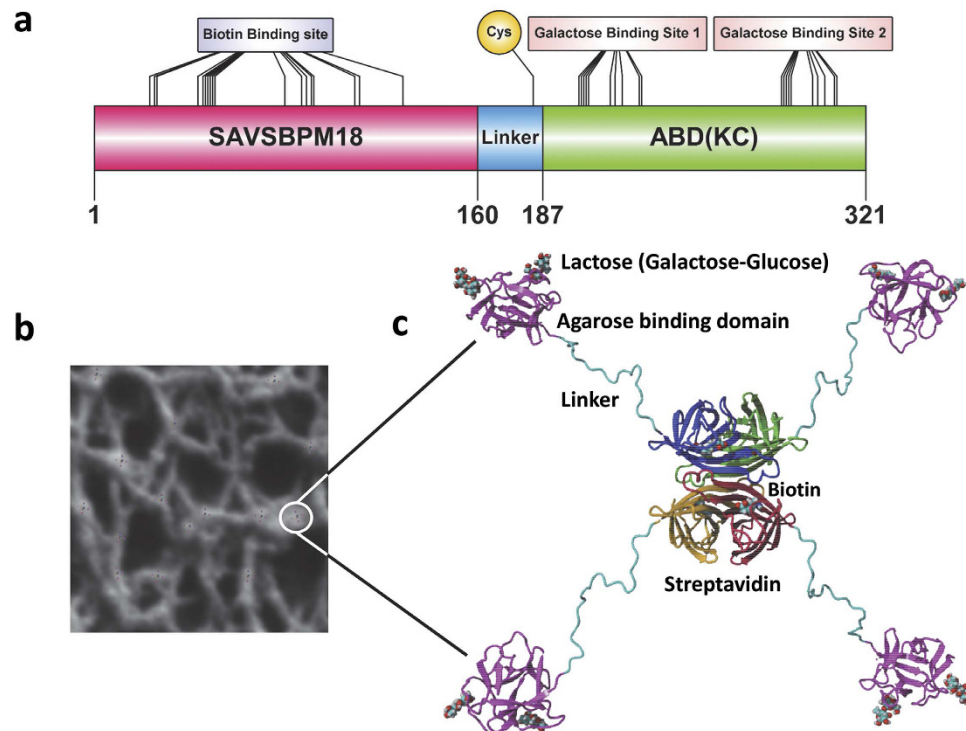 a
Biotin Binding site
Cys
Galactose Binding Site 1
Galactose Binding Site 2
SAVSBPM18
Linker
ABD(KC)
1
160
187
321
b
c
Lactose (Galactose-Glucose)
Agarose binding domain
Linker
Biotin
Streptavidin